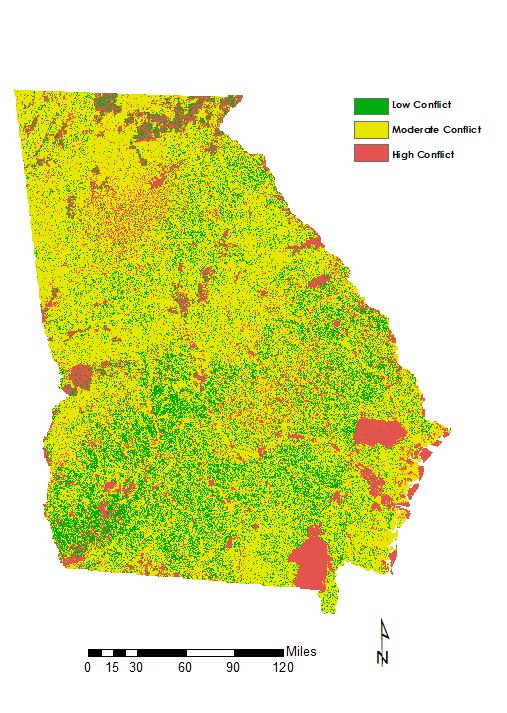 Low Conflict
Moderate Conflict
High Conflict
Miles
0 15 30 60 90 120
N